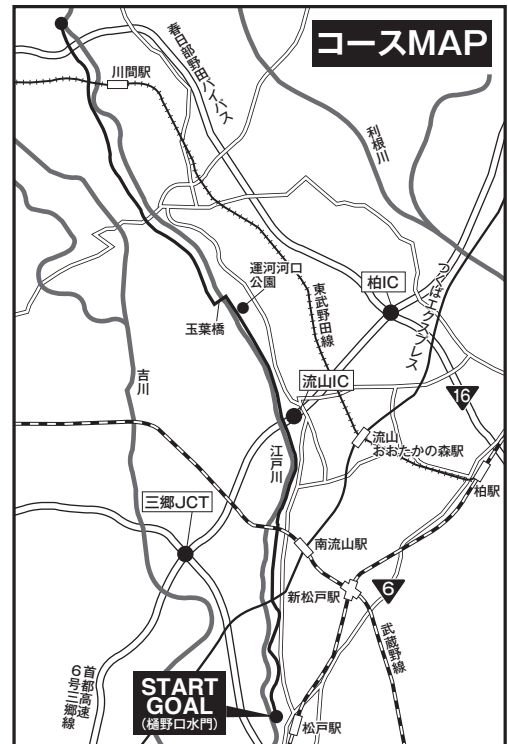 コースMAP
川間駅
春日部野田バイパス
利根川
運河河口
公園
柏IC
つくばエクスプレス
東武野田線
玉葉橋
流山IC
16
吉川
流山
おおたかの森駅
江戸川
柏駅
三郷JCT
南流山駅
新松戸駅
6
武蔵野線
首都高速
6号三郷線
START
GOAL
(樋野口水門)
松戸駅